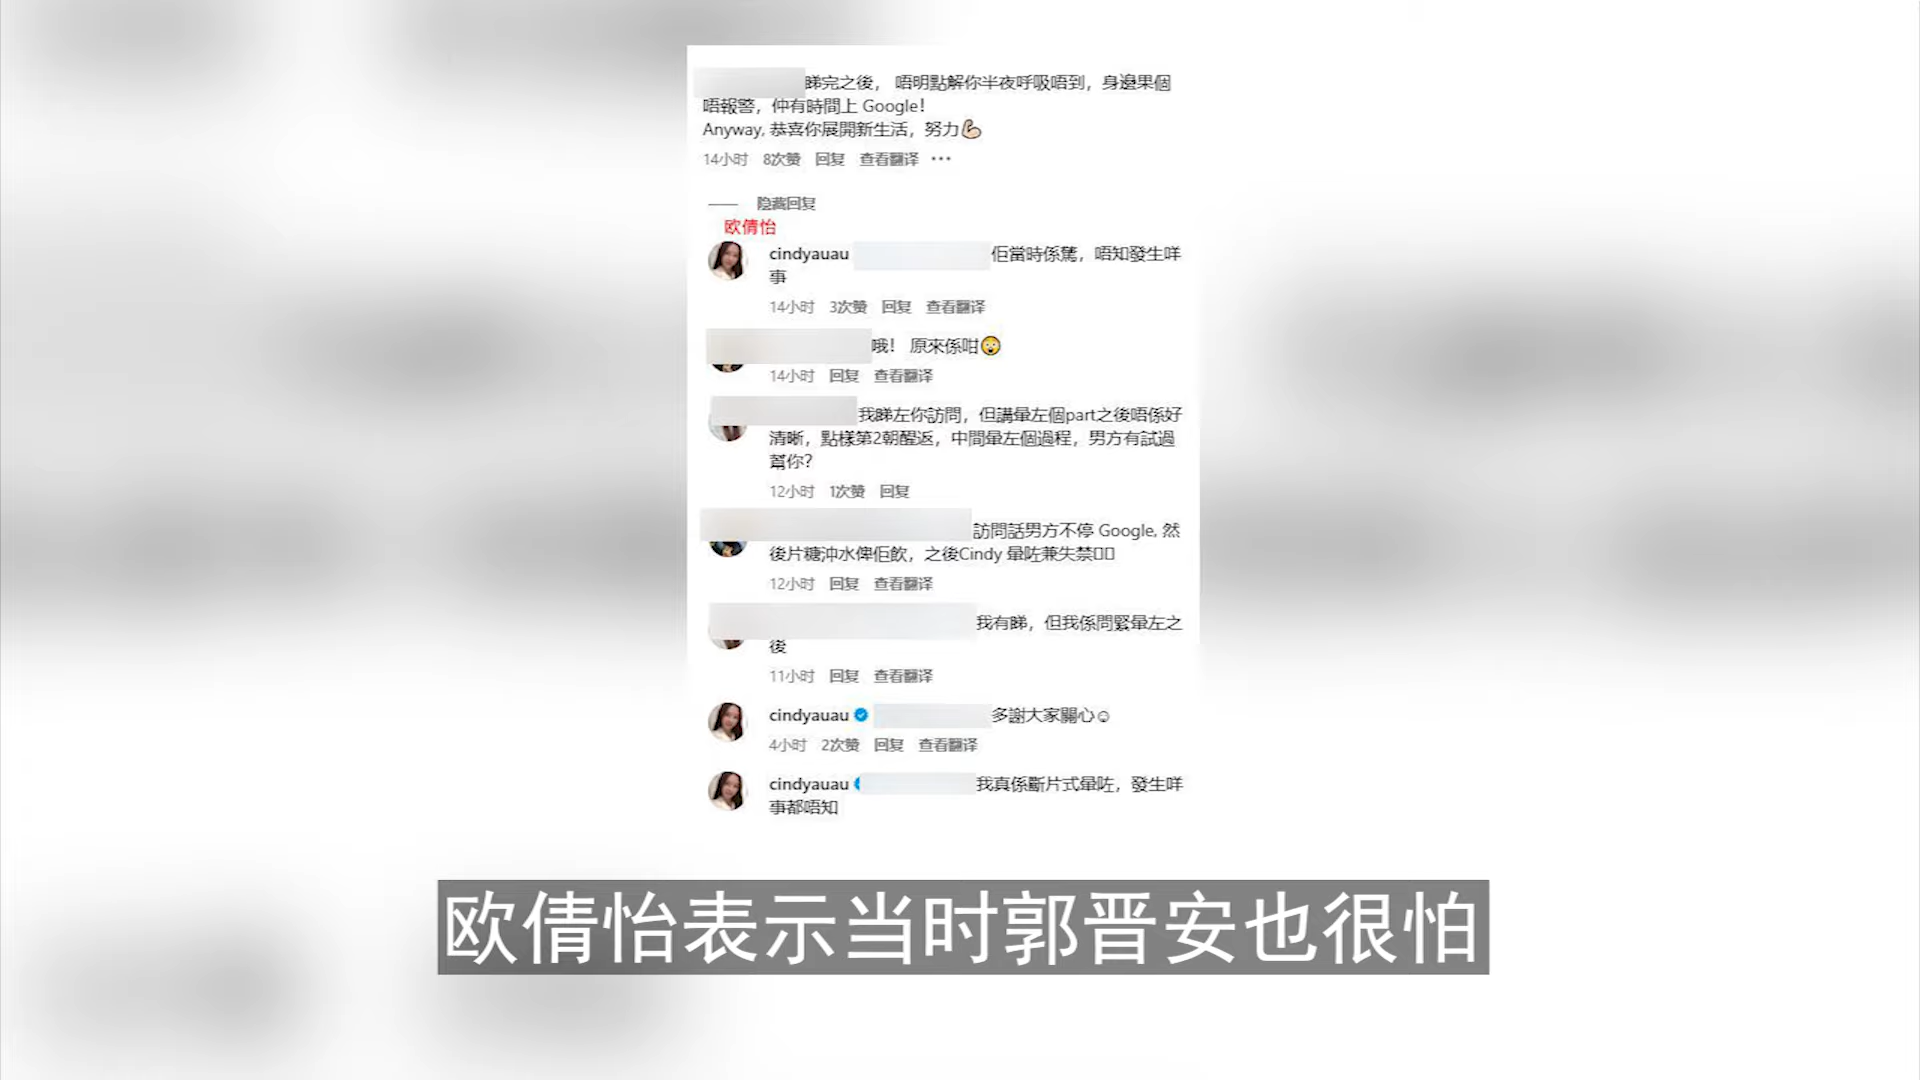 睇完之後， 唔明點解你半夜呼吸唔到，身邊果個
唔報警，仲有時間上 Google！
Anyway, 恭喜你展開新生活，努力💪🏻
14小时 8次赞 回复 查看翻译 •••
隐藏回复
欧倩怡
cindyauau 佢當時係驚，唔知發生咩
事
14小时 3次赞 回复 查看翻译
哦！ 原來係咁😲
14小时 回复 查看翻译
我睇左你訪問，但講暈左個part之後唔係好
清晰，點樣第2朝醒返，中間暈左個過程，男方有試過
幫你？
12小时 1次赞 回复
訪問話男方不停 Google, 然
後片糖沖水俾佢飲，之後Cindy 暈咗兼失禁
12小时 回复 查看翻译
我有睇，但我係問緊暈左之
後
11小时 回复 查看翻译
cindyauau 多謝大家關心☺
4小时 2次赞 回复 查看翻译
cindyauau 我真係斷片式暈咗，發生咩
事都唔知
欧倩怡表示当时郭晋安也很怕